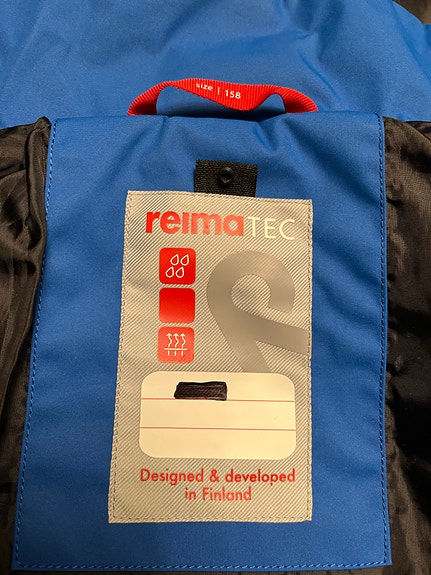 size | 158
reimaTEC
Designed & developed
in Finland